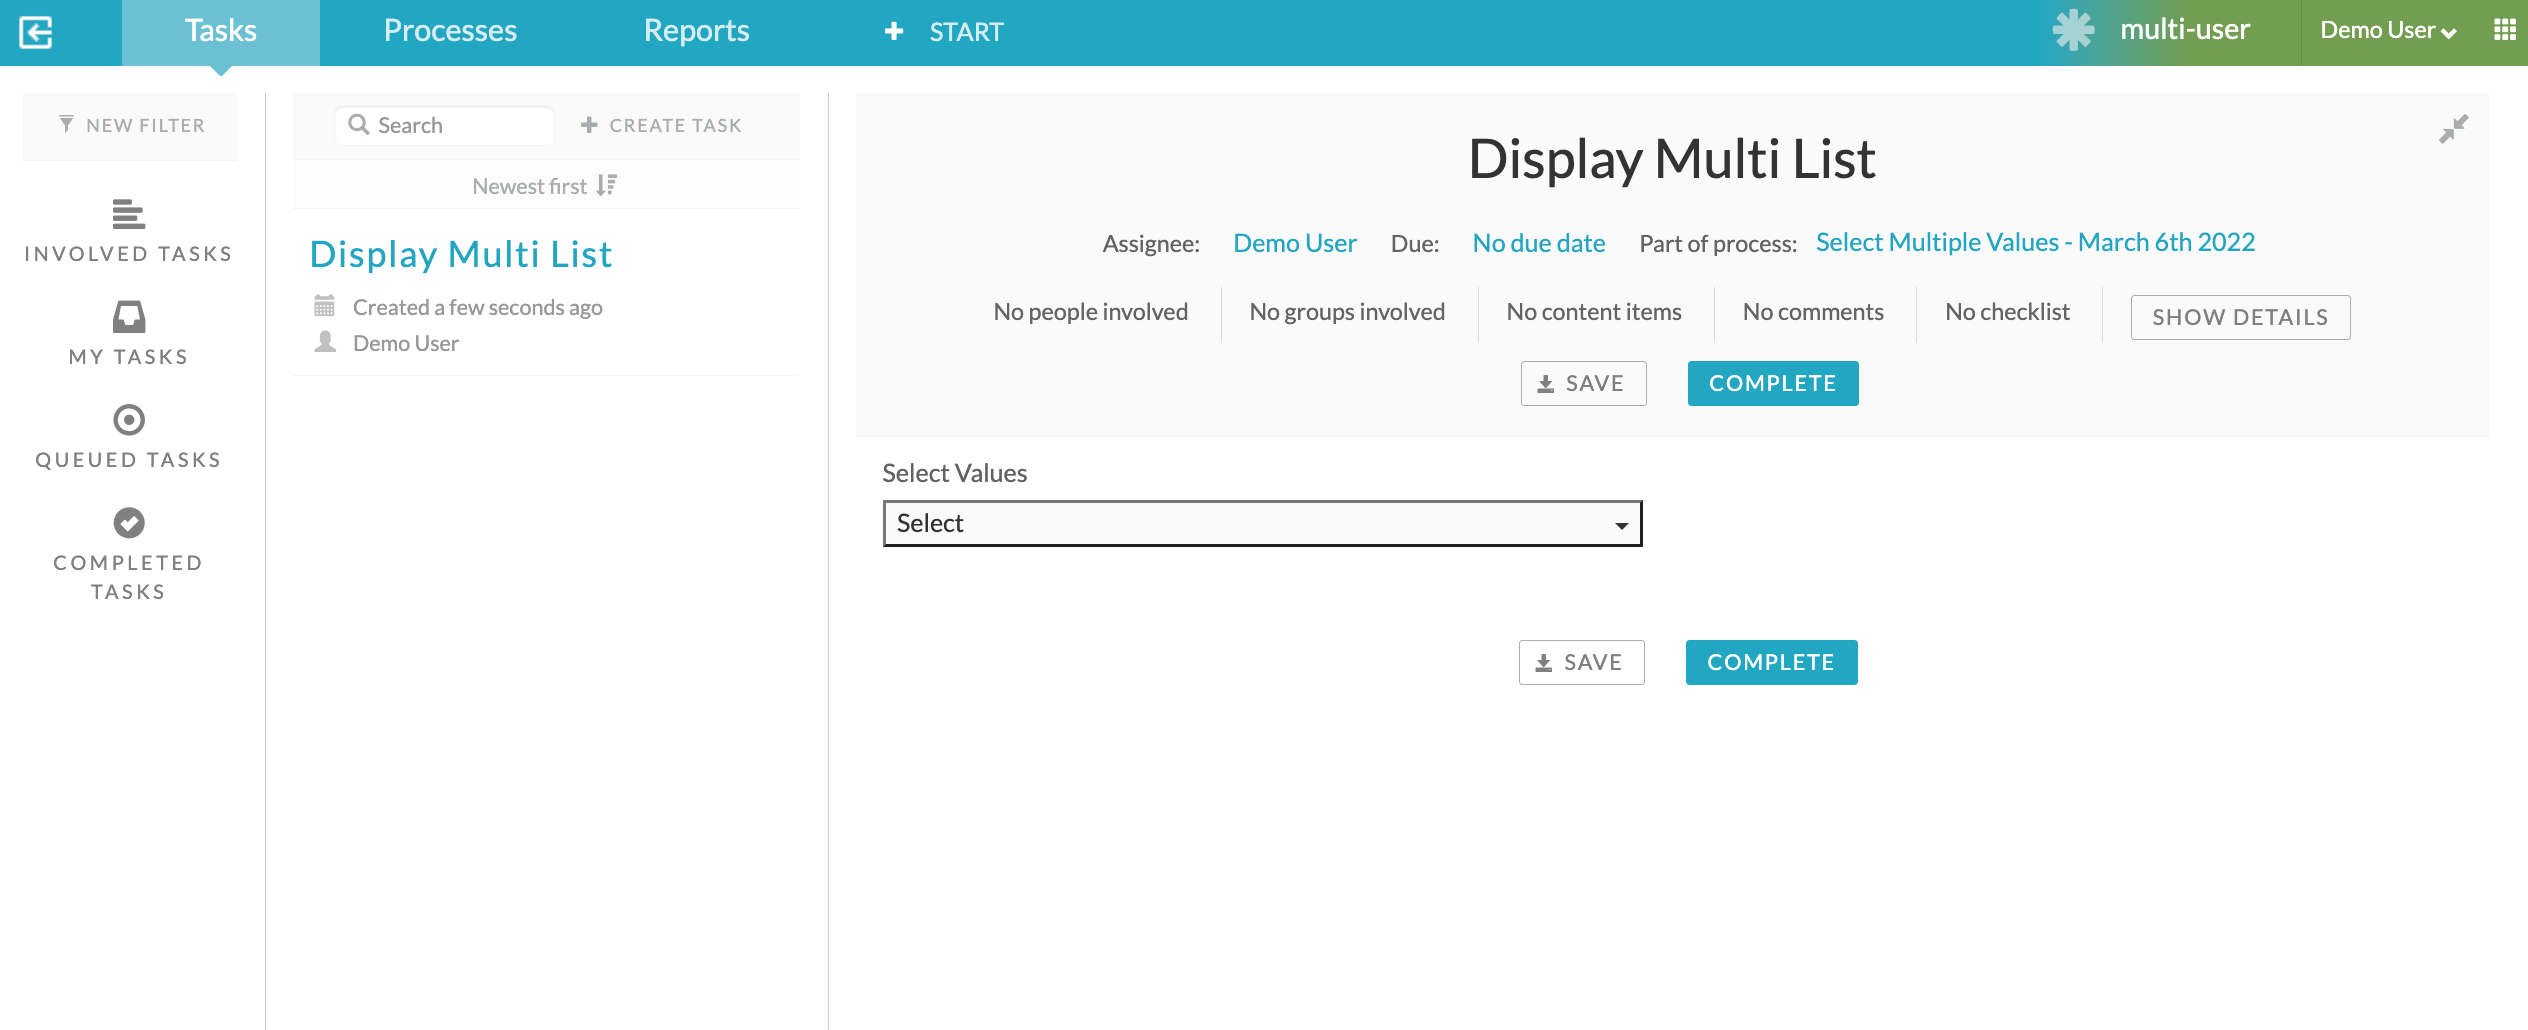 Tasks Processes Reports START multi-user Demo User
NEW FILTER
INVOLVED TASKS
MY TASKS
QUEUED TASKS
COMPLETED
TASKS
Search CREATE TASK
Newest first
Display Multi List
Created a few seconds ago
Demo User
Display Multi List
Assignee: Demo User Due: No due date Part of process: Select Multiple Values - March 6th 2022
No people involved No groups involved No content items No comments No checklist SHOW DETAILS
SAVE COMPLETE
Select Values
Select
SAVE COMPLETE